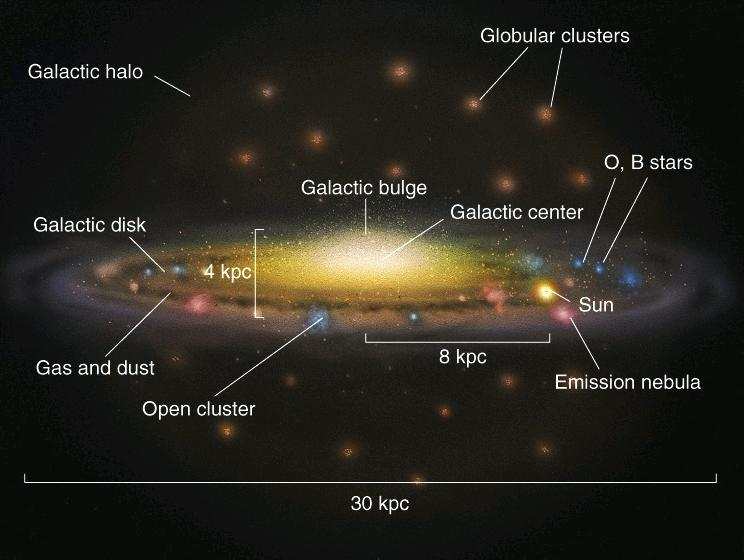 Globular clusters
Galactic halo
O, B stars
Galactic bulge
Galactic center
Galactic disk
4 kpc
Sun
8 kpc
Gas and dust
Emission nebula
Open cluster
30 kpc